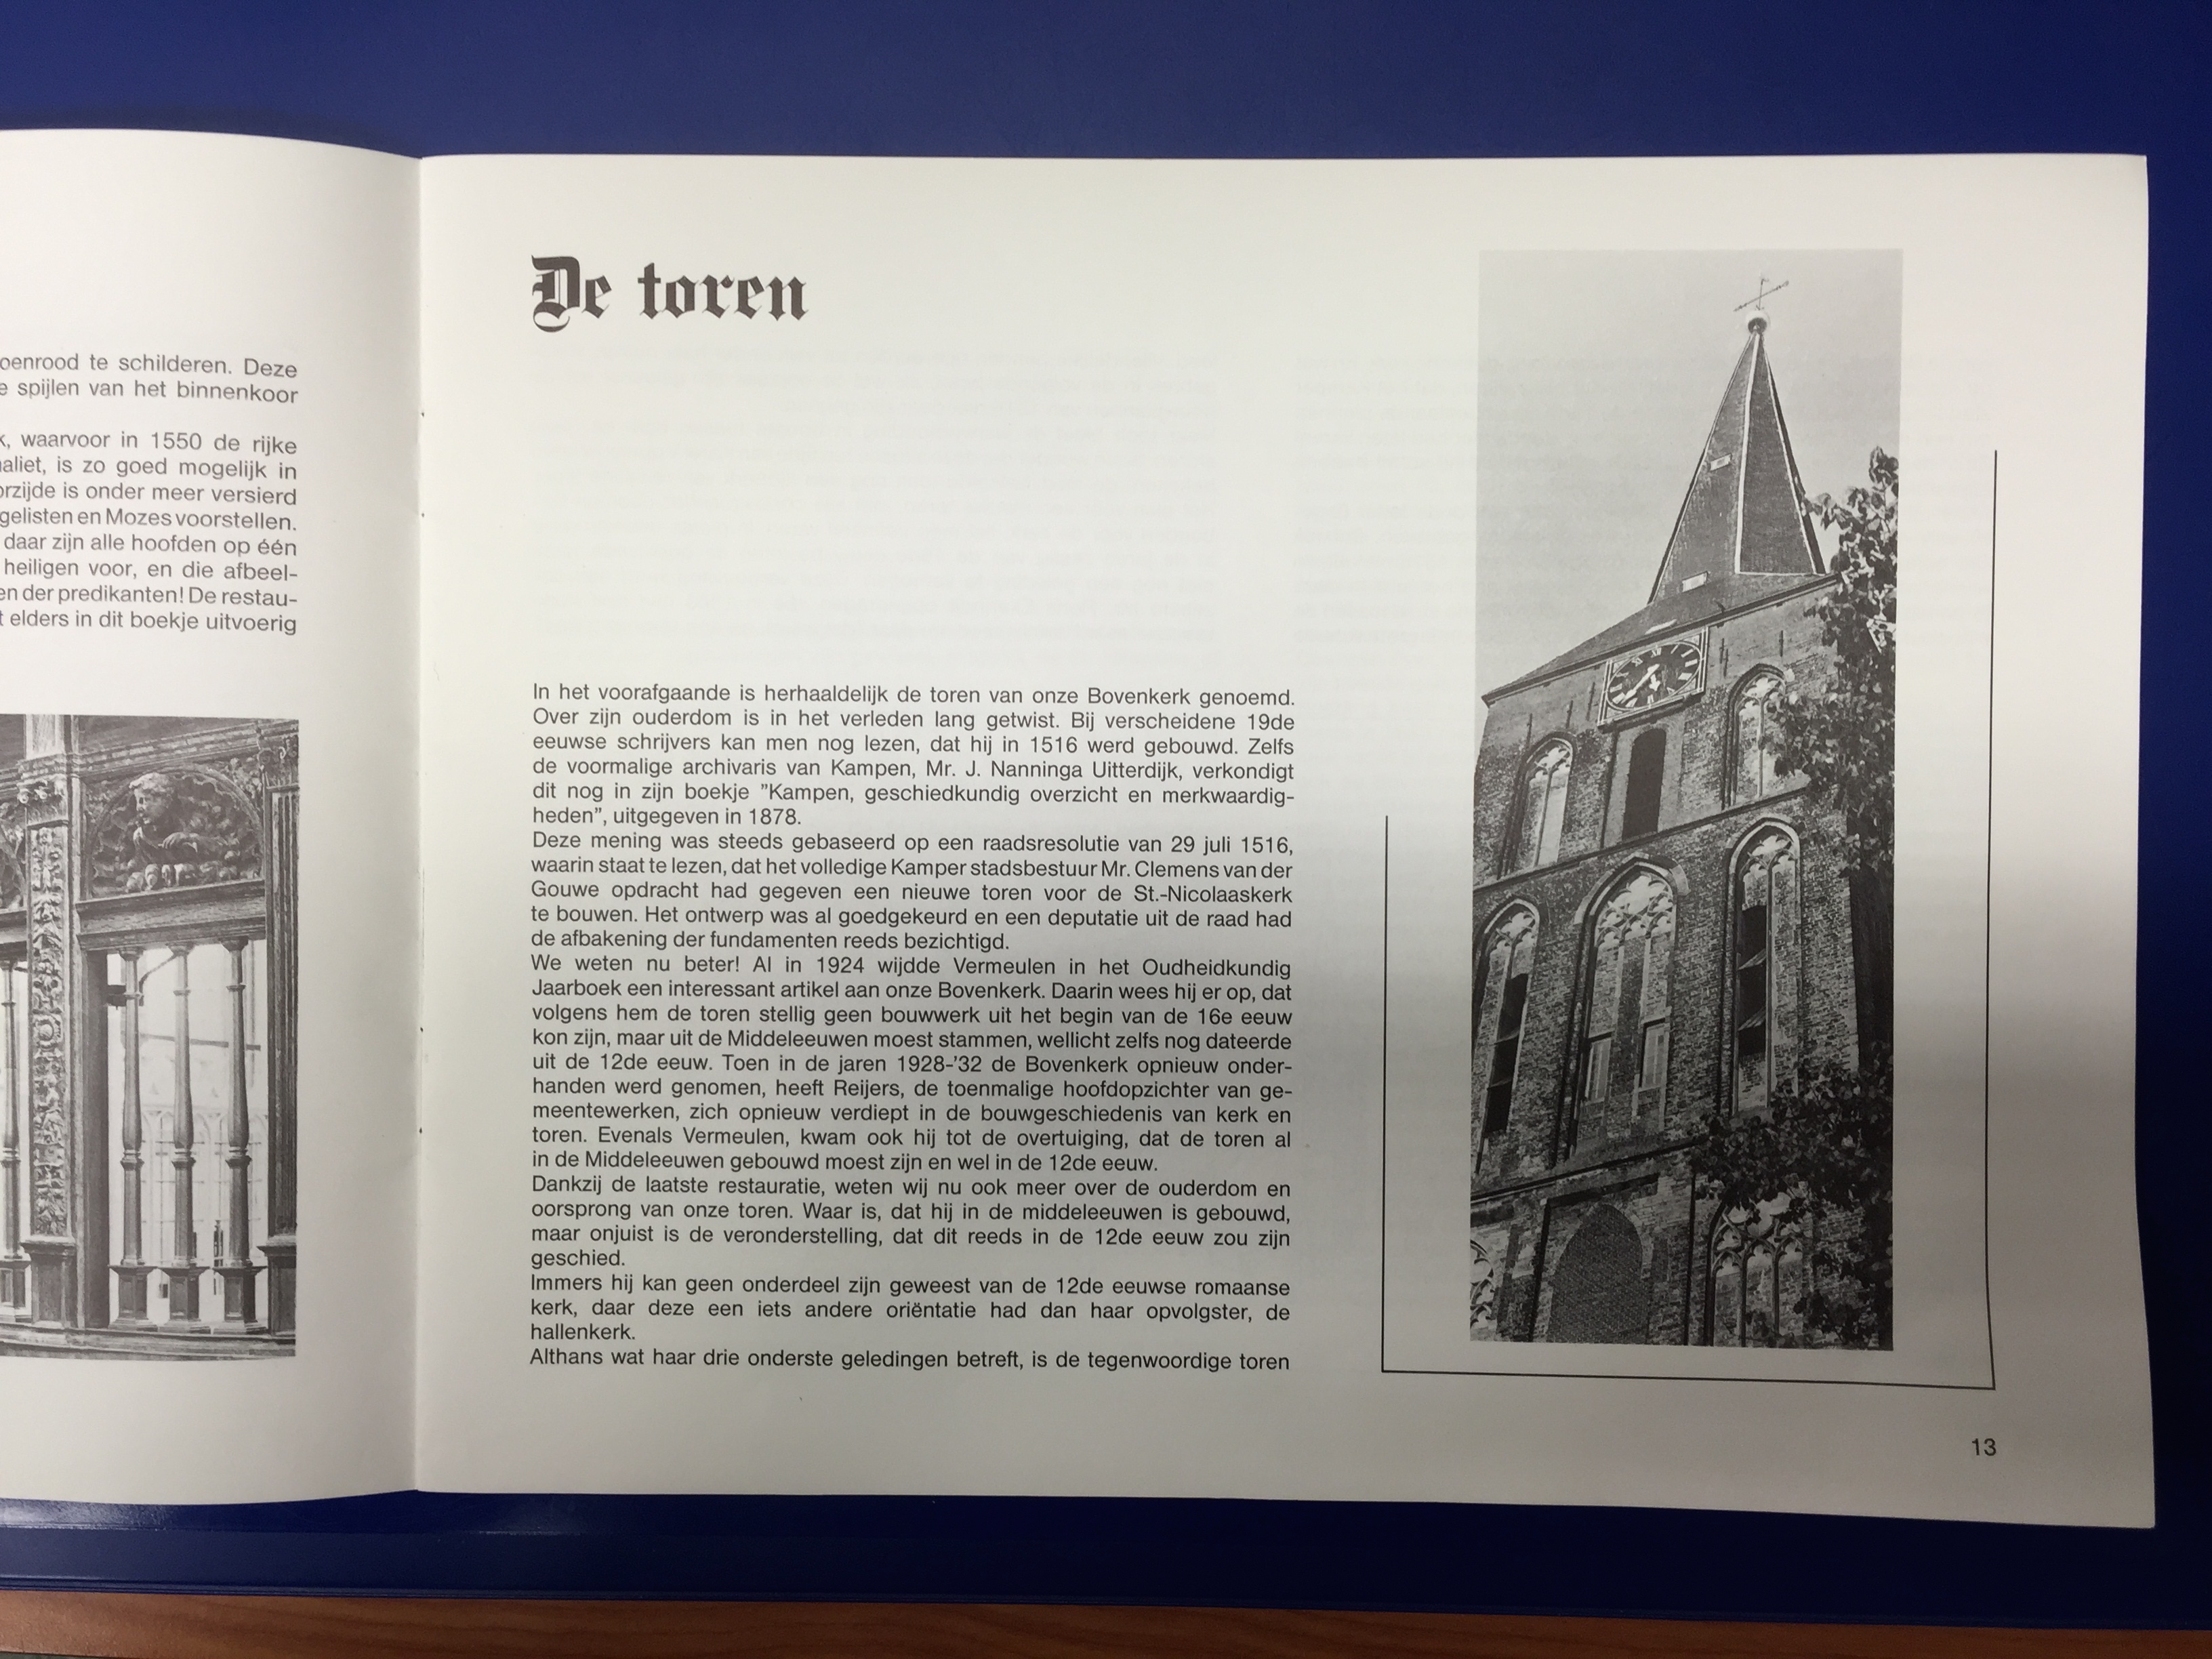 oenrood te schilderen. Deze
spijlen van het binnenkoor
waarvoor in 1550 de rijke
is zo goed mogelijk in
is onder meer versierd
en Mozes voorstellen.
daar zijn alle hoofden op één
heiligen voor, en die afbeel-
der predikanten! De restau-
elders in dit boekje uitvoerig
De toren
In het voorafgaande is herhaaldelijk de toren van onze Bovenkerk genoemd.
Over zijn ouderdom is in het verleden lang getwist. Bij verscheidene 19de
eeuwse schrijvers kan men nog lezen, dat hij in 1516 werd gebouwd. Zelfs
de voormalige archivaris van Kampen, Mr. J. Nanninga Uitterdijk, verkondigt
dit nog in zijn boekje ”Kampen, geschiedkundig overzicht en merkwaardig-
heden”, uitgegeven in 1878.
Deze mening was steeds gebaseerd op een raadsresolutie van 29 juli 1516,
waarin staat te lezen, dat het volledige Kamper stadsbestuur Mr. Clemens van der
Gouwe opdracht had gegeven een nieuwe toren voor de St.-Nicolaaskerk
te bouwen. Het ontwerp was al goedgekeurd en een deputatie uit de raad had
de afbakening der fundamenten reeds bezichtigd.
We weten nu beter! Al in 1924 wijdde Vermeulen in het Oudheidkundig
Jaarboek een interessant artikel aan onze Bovenkerk. Daarin wees hij er op, dat
volgens hem de toren stellig geen bouwwerk uit het begin van de 16e eeuw
kon zijn, maar uit de Middeleeuwen moest stammen, wellicht zelfs nog dateerde
uit de 12de eeuw. Toen in de jaren 1928-’32 de Bovenkerk opnieuw onder-
handen werd genomen, heeft Reijers, de toenmalige hoofdopzichter van ge-
meentewerken, zich opnieuw verdiept in de bouwgeschiedenis van kerk en
toren. Evenals Vermeulen, kwam ook hij tot de overtuiging, dat de toren al
in de Middeleeuwen gebouwd moest zijn en wel in de 12de eeuw.
Dankzij de laatste restauratie, weten wij nu ook meer over de ouderdom en
oorsprong van onze toren. Waar is, dat hij in de middeleeuwen is gebouwd,
maar onjuist is de veronderstelling, dat dit reeds in de 12de eeuw zou zijn
geschied.
Immers hij kan geen onderdeel zijn geweest van de 12de eeuwse romaanse
kerk, daar deze een iets andere oriëntatie had dan haar opvolgster, de
hallenkerk.
Althans wat haar drie onderste geledingen betreft, is de tegenwoordige toren
13